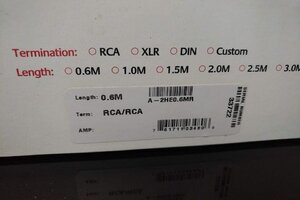 Termination: ○ RCA ○ XLR ○ DIN ○ Custom
Length: ○ 0.6M ○ 1.0M ○ 1.5M ○ 2.0M ○ 2.5M ○ 3.0M
Length: 0.6M
A-2HE0.6MR
Term: RCA/RCA
AMP:
33722